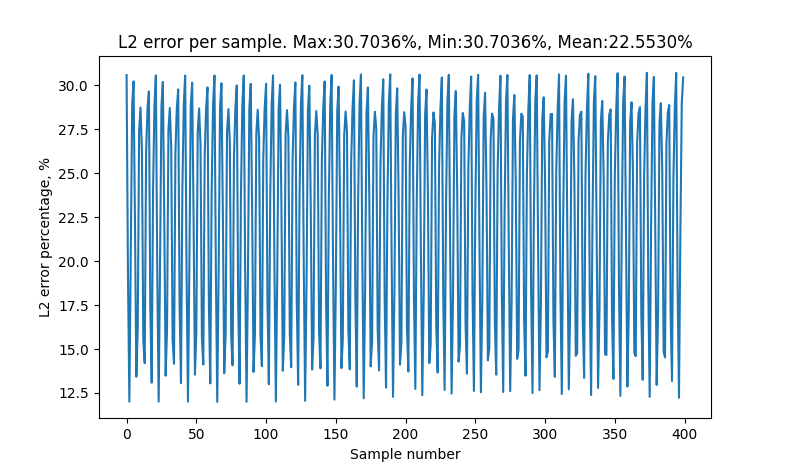 L2 error per sample. Max:30.7036%, Min:30.7036%, Mean:22.5530%
L2 error percentage, %
30.0
27.5
25.0
22.5
20.0
17.5
15.0
12.5
0 50 100 150 200 250 300 350 400
Sample number